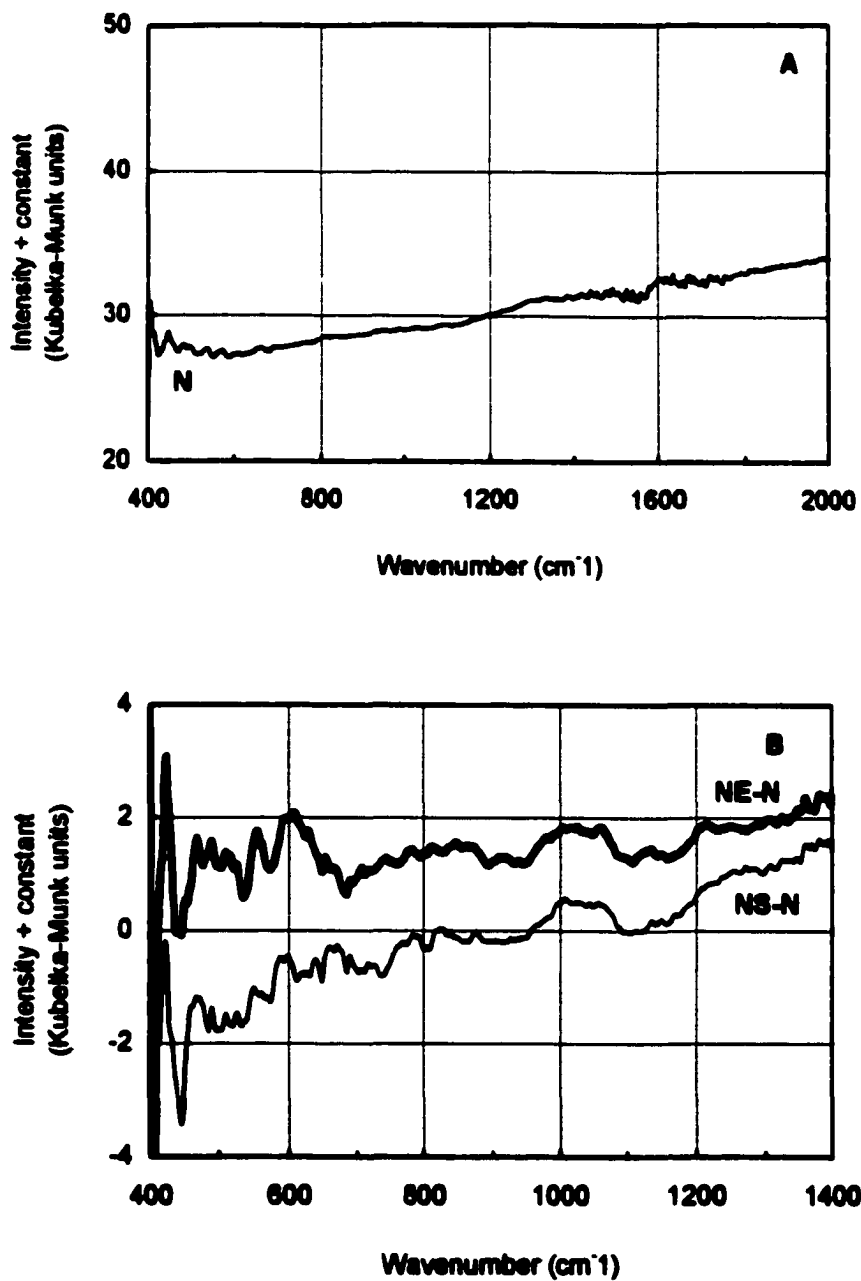 50
A
40
30
20
N
400 800 1200 1600 2000
Intensity + constant
(Kubelka-Munk units)
Wavenumber (cm-1)
4
B
NE-N
2
NS-N
0
-2
-4
400 600 800 1000 1200 1400
Intensity + constant
(Kubelka-Munk units)
Wavenumber (cm-1)